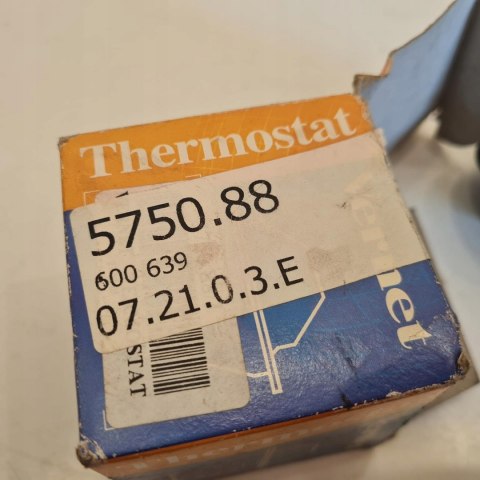 Thermostat
5750.88
600 639
07.21.0.3.E
STAT
vernet